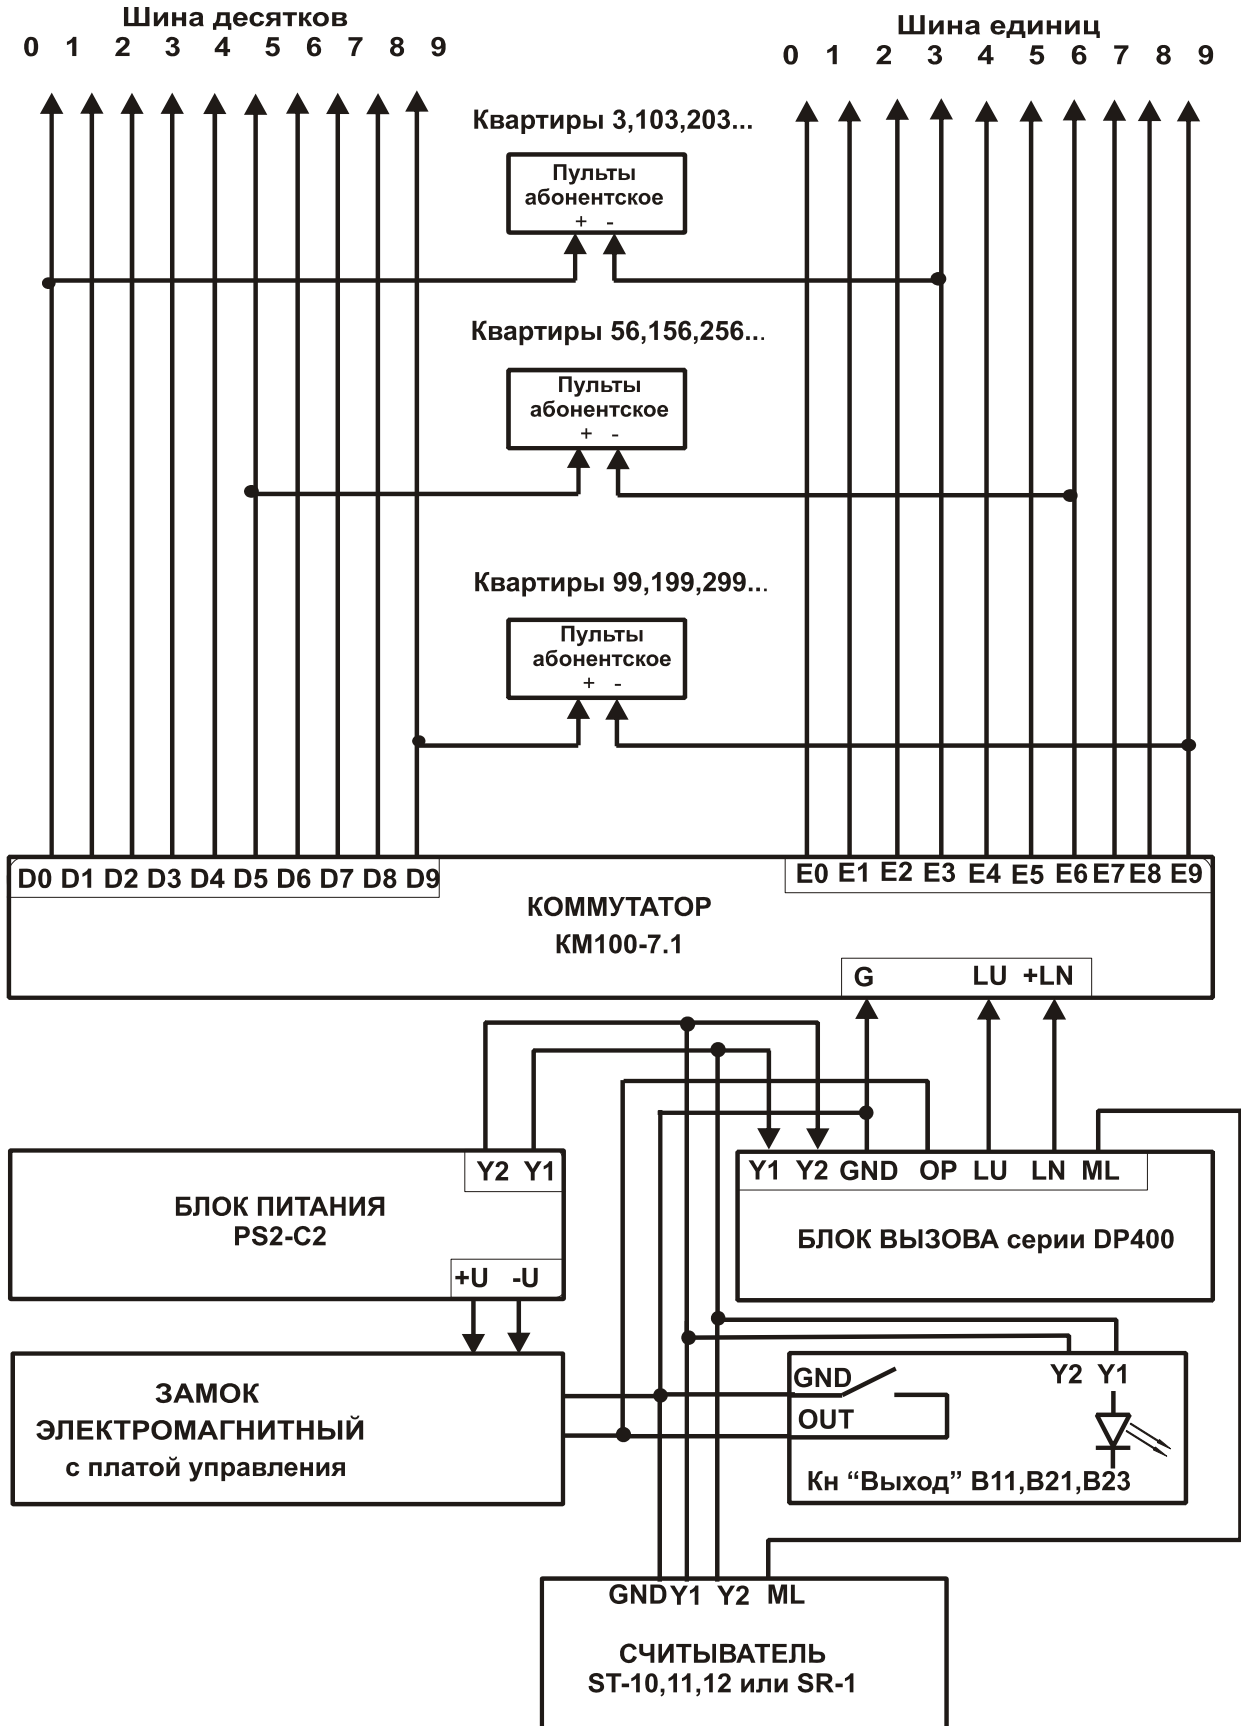 Шина десятков
0 1 2 3 4 5 6 7 8 9
Шина единиц
0 1 2 3 4 5 6 7 8 9
Квартиры 3,103,203...
Пульты
абонентское
+ -
Квартиры 56,156,256...
Пульты
абонентское
+ -
Квартиры 99,199,299...
Пульты
абонентское
+ -
D0 D1 D2 D3 D4 D5 D6 D7 D8 D9
E0 E1 E2 E3 E4 E5 E6 E7 E8 E9
КОММУТАТОР
КМ100-7.1
G LU +LN
Y2 Y1
БЛОК ПИТАНИЯ
PS2-C2
+U -U
Y1 Y2 GND OP LU LN ML
БЛОК ВЫЗОВА серии DP400
ЗАМОК
ЭЛЕКТРОМАГНИТНЫЙ
с платой управления
Y2 Y1
GND
OUT
Кн “Выход” B11,B21,B23
GND Y1 Y2 ML
СЧИТЫВАТЕЛЬ
ST-10,11,12 или SR-1